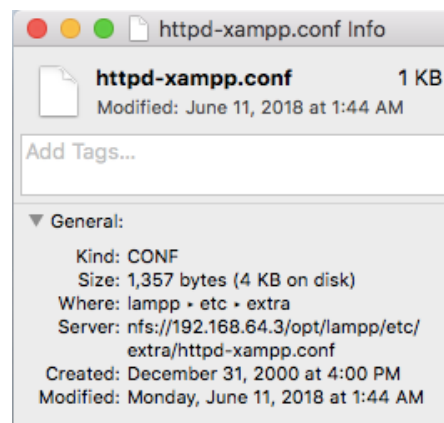 httpd-xampp.conf Info
httpd-xampp.conf 1 KB
Modified: June 11, 2018 at 1:44 AM
Add Tags...
▼ General:
Kind: CONF
Size: 1,357 bytes (4 KB on disk)
Where: lampp ▸ etc ▸ extra
Server: nfs://192.168.64.3/opt/lampp/etc/
extra/httpd-xampp.conf
Created: December 31, 2000 at 4:00 PM
Modified: Monday, June 11, 2018 at 1:44 AM